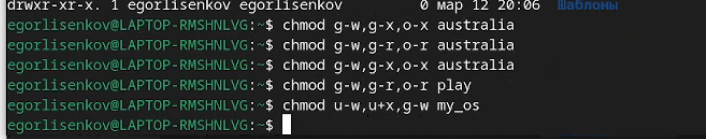 drwxr-xr-x. 1 egorlisenkov egorlisenkov 0 мар 12 20:06 Шаблоны
egorlisenkov@LAPTOP-RMSHNLVG:~$ chmod g-w,g-x,o-x australia
egorlisenkov@LAPTOP-RMSHNLVG:~$ chmod g-w,g-r,o-r australia
egorlisenkov@LAPTOP-RMSHNLVG:~$ chmod g-w,g-x,o-x australia
egorlisenkov@LAPTOP-RMSHNLVG:~$ chmod g-w,g-r,o-r play
egorlisenkov@LAPTOP-RMSHNLVG:~$ chmod u-w,u+x,g-w my_os
egorlisenkov@LAPTOP-RMSHNLVG:~$